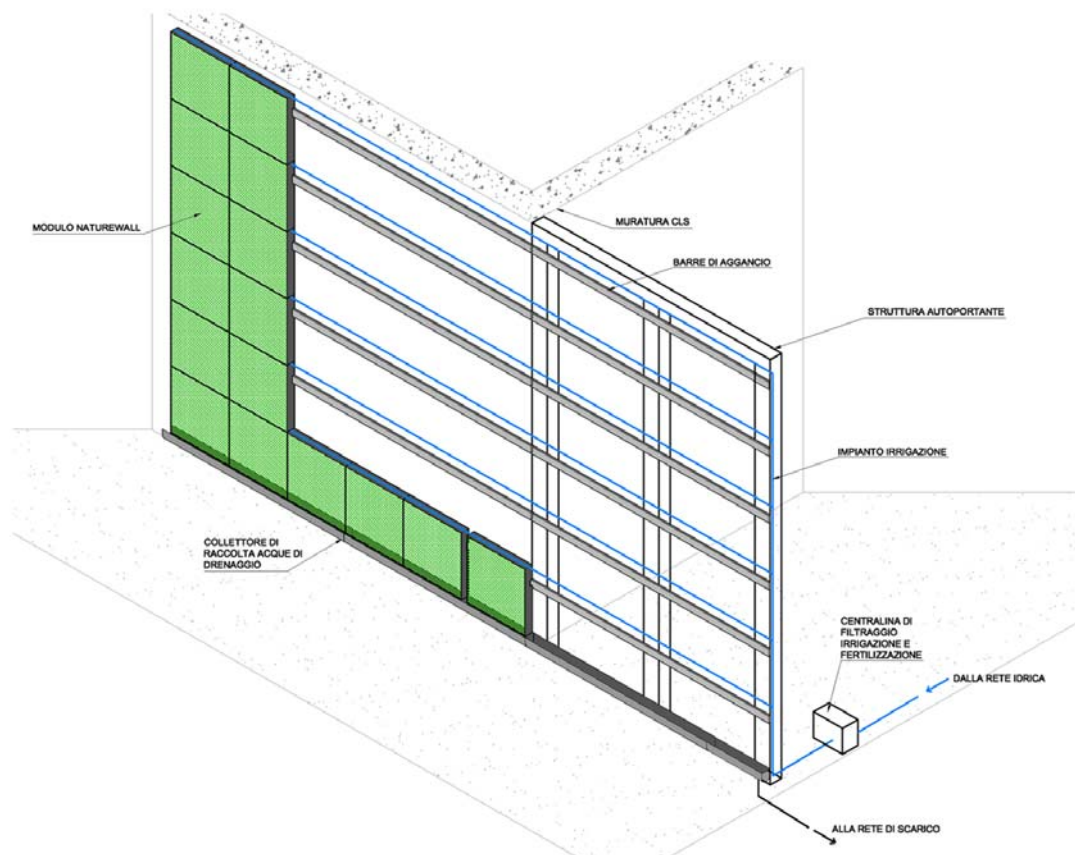 MURATURA CLS
MODULO NATUREWALL
BARRE DI AGGANCIO
STRUTTURA AUTOPORTANTE
IMPIANTO IRRIGAZIONE
COLLETTORE DI
RACCOLTA ACQUE DI
DRENAGGIO
CENTRALINA DI
FILTRAGGIO
IRRIGAZIONE E
FERTILIZZAZIONE
DALLA RETE IDRICA
ALLA RETE DI SCARICO